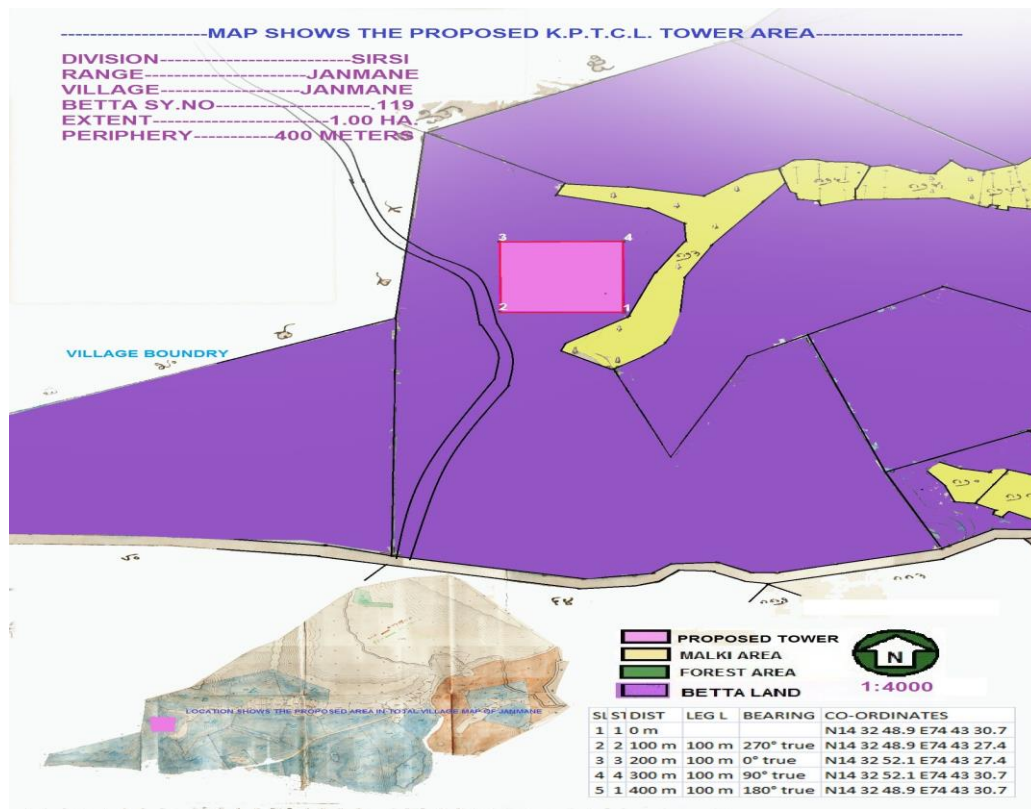 -------------------MAP SHOWS THE PROPOSED K.P.T.C.L. TOWER AREA-------------------
DIVISION------------------------SIRSI
RANGE--------------------JANMANE
VILLAGE------------------JANMANE
BETTA SY.NO--------------------.119
EXTENT----------------------1.00 HA.
PERIPHERY-----------400 METERS
3
4
2
1
VILLAGE BOUNDRY
LOCATION SHOWS THE PROPOSED AREA IN TOTAL VILLAGE MAP OF JANMANE
PROPOSED TOWER
MALKI AREA
FOREST AREA
BETTA LAND
N
1:4000
SL ST DIST LEG L BEARING CO-ORDINATES
1 1 0 m N14 32 48.9 E74 43 30.7
2 2 100 m 100 m 270° true N14 32 48.9 E74 43 27.4
3 3 200 m 100 m 0° true N14 32 52.1 E74 43 27.4
4 4 300 m 100 m 90° true N14 32 52.1 E74 43 30.7
5 1 400 m 100 m 180° true N14 32 48.9 E74 43 30.7